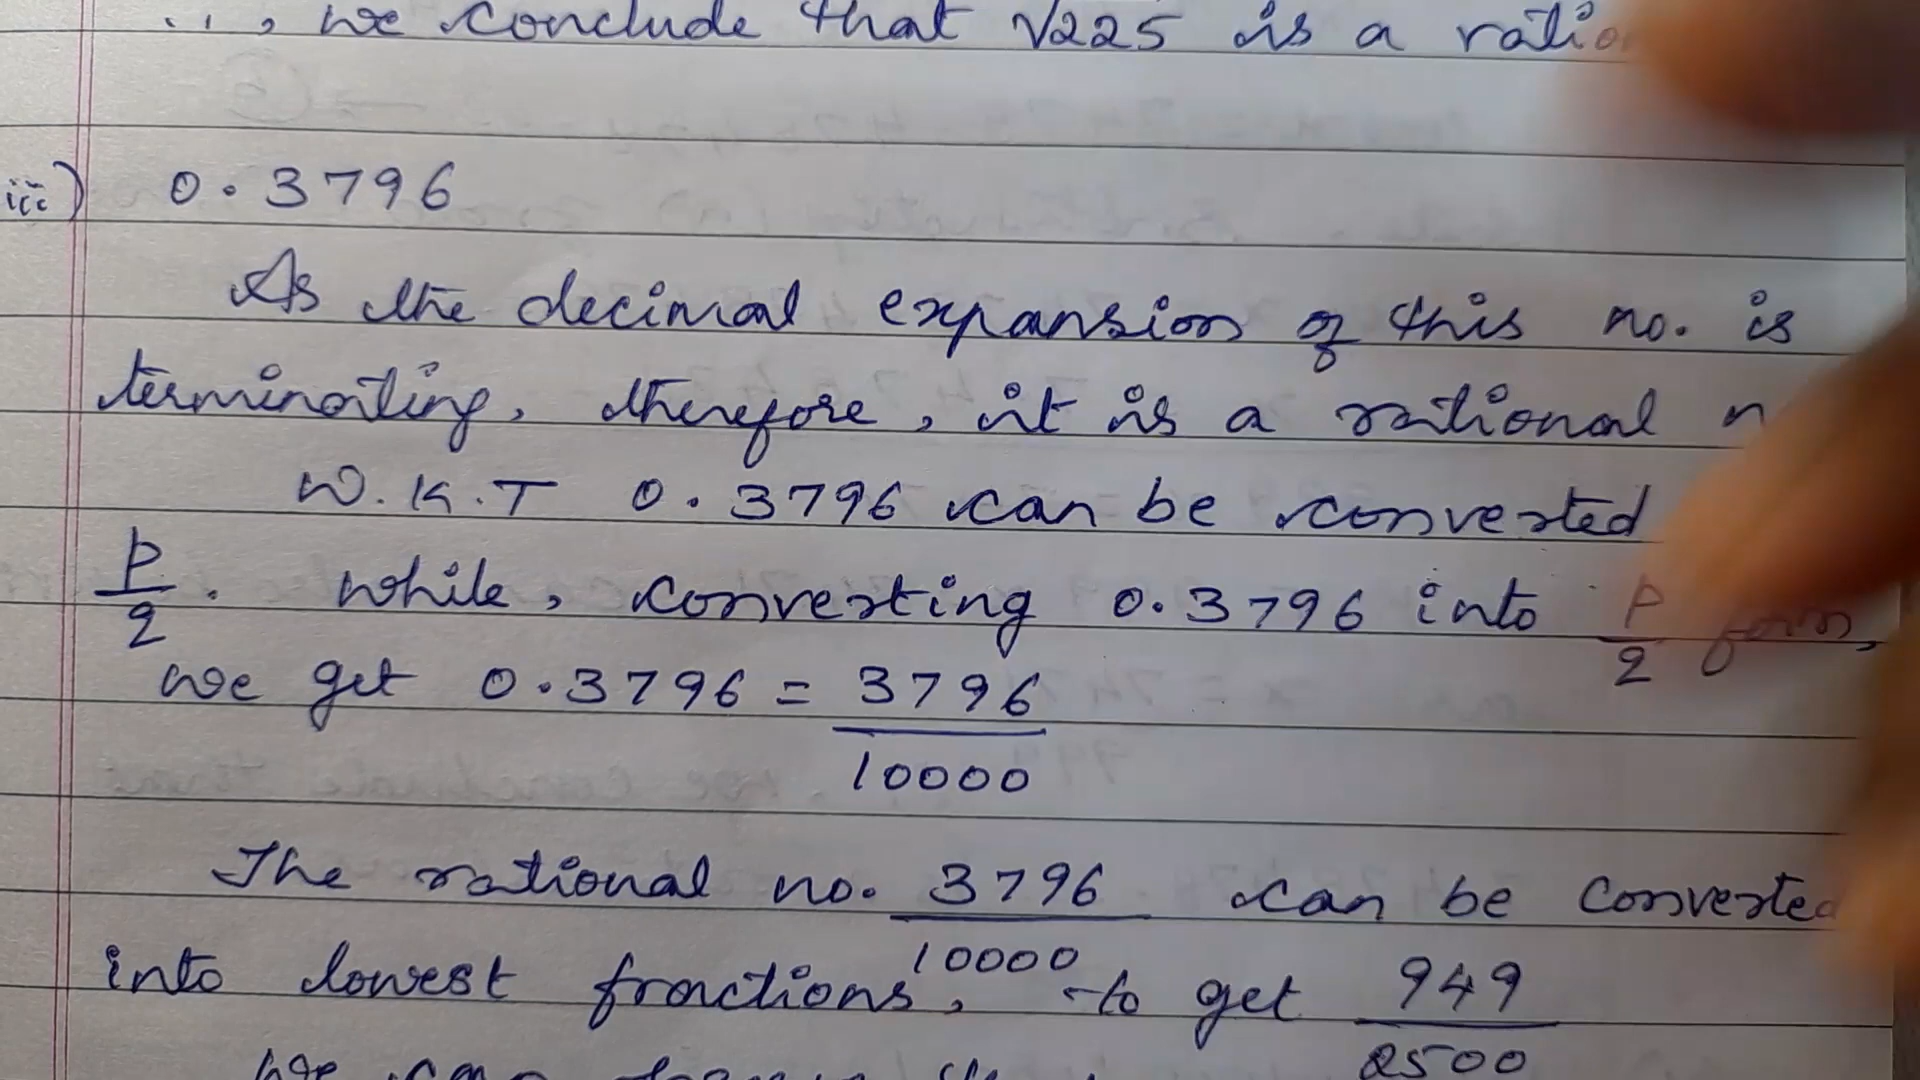 , we conclude that √225 is a
iii) 0.3796
As the decimal expansion of this no. is
terminating, therefore, it is a rational
W.K.T 0.3796 can be converted
p/q. While, converting 0.3796 into p/q form,
we get 0.3796 = 3796/10000
The rational no. 3796/10000 can be converted
into lowest fractions, to get 949/2500
We can